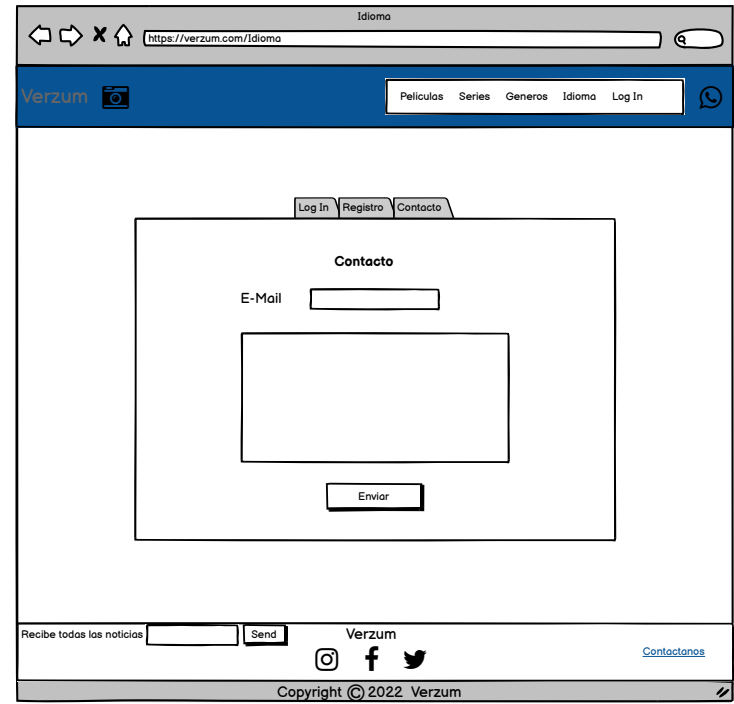 Idioma
https://verzum.com/Idioma
Verzum
Peliculas Series Generos Idioma Log In
Log In Registro Contacto
Contacto
E-Mail
Enviar
Recibe todas las noticias Send Verzum
Contactanos
Copyright © 2022 Verzum